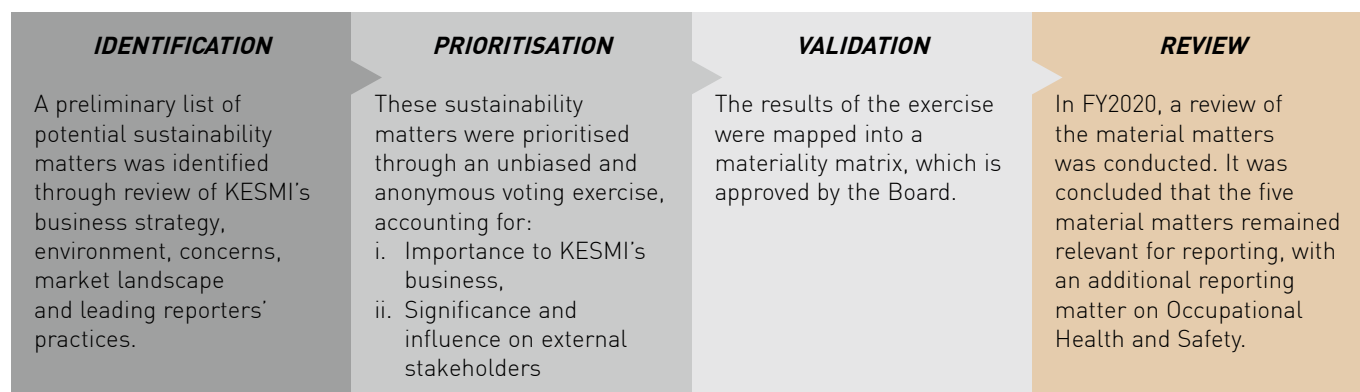 IDENTIFICATION
A preliminary list of
potential sustainability
matters was identified
through review of KESMI’s
business strategy,
environment, concerns,
market landscape
and leading reporters’
practices.
PRIORITISATION
These sustainability
matters were prioritised
through an unbiased and
anonymous voting exercise,
accounting for:
i. Importance to KESMI’s
business,
ii. Significance and
influence on external
stakeholders
VALIDATION
The results of the exercise
were mapped into a
materiality matrix, which is
approved by the Board.
REVIEW
In FY2020, a review of
the material matters
was conducted. It was
concluded that the five
material matters remained
relevant for reporting, with
an additional reporting
matter on Occupational
Health and Safety.